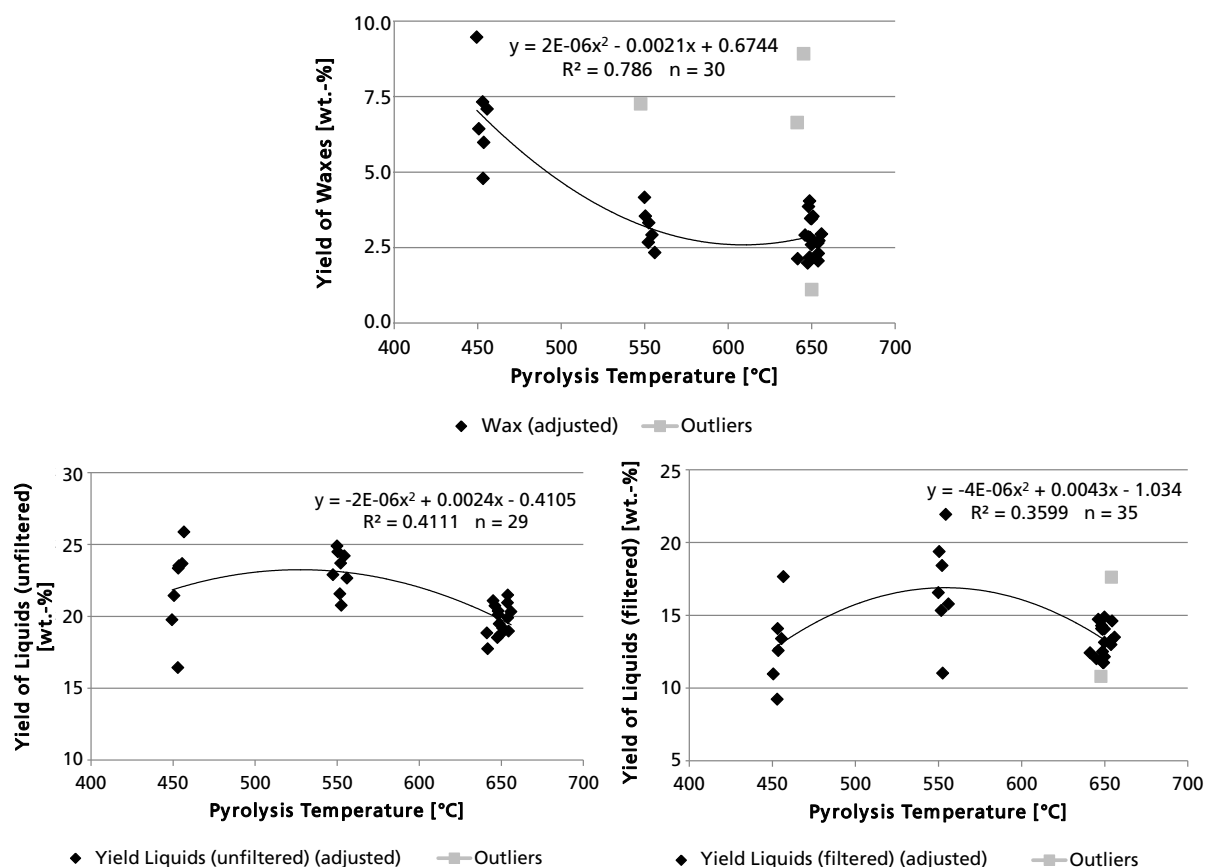 y = 2E-06x² - 0.0021x + 0.6744
R² = 0.786 n = 30
Yield of Waxes [wt.-%]
10.0
7.5
5.0
2.5
0.0
400 450 500 550 600 650 700
Pyrolysis Temperature [°C]
Wax (adjusted) Outliers
y = -2E-06x² + 0.0024x - 0.4105
R² = 0.4111 n = 29
Yield of Liquids (unfiltered)
[wt.-%]
30
25
20
15
10
400 450 500 550 600 650 700
Pyrolysis Temperature [°C]
Yield Liquids (unfiltered) (adjusted) Outliers
y = -4E-06x² + 0.0043x - 1.034
R² = 0.3599 n = 35
Yield of Liquids (filtered) [wt.-%]
25
20
15
10
5
400 450 500 550 600 650 700
Pyrolysis Temperature [°C]
Yield Liquids (filtered) (adjusted) Outliers